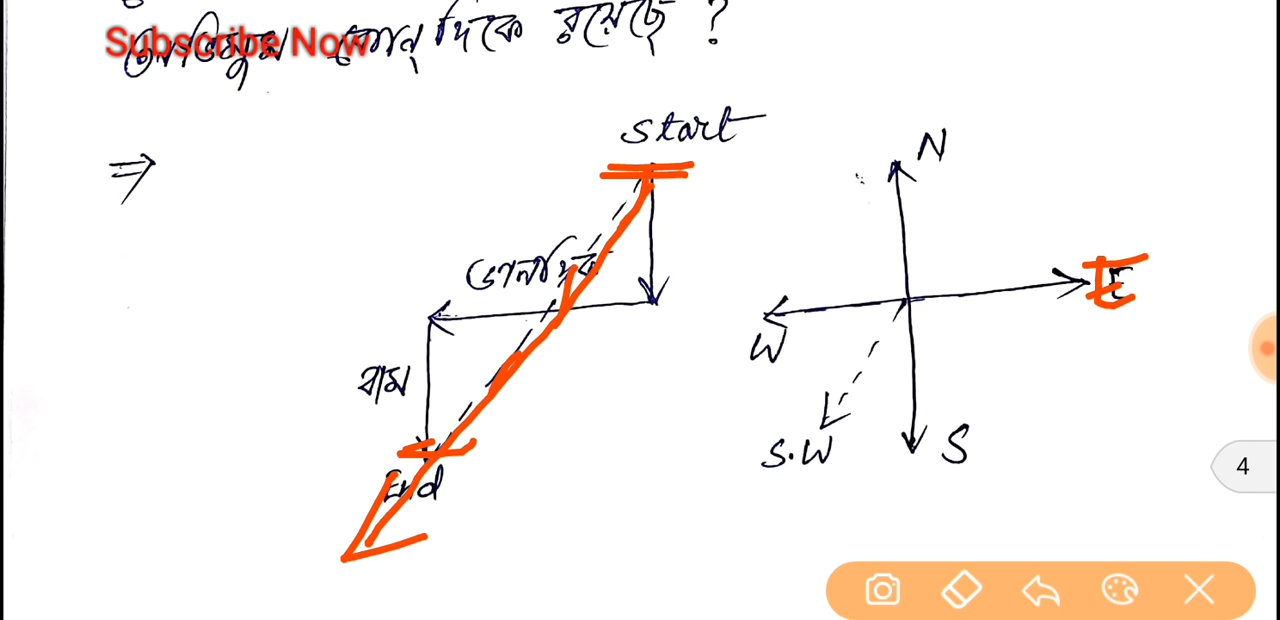 কোন্ দিকে রয়েছে ?
Subscribe Now
Start
⇒
N
ডানদিক
E
W
বাম
S.W
S
End
4